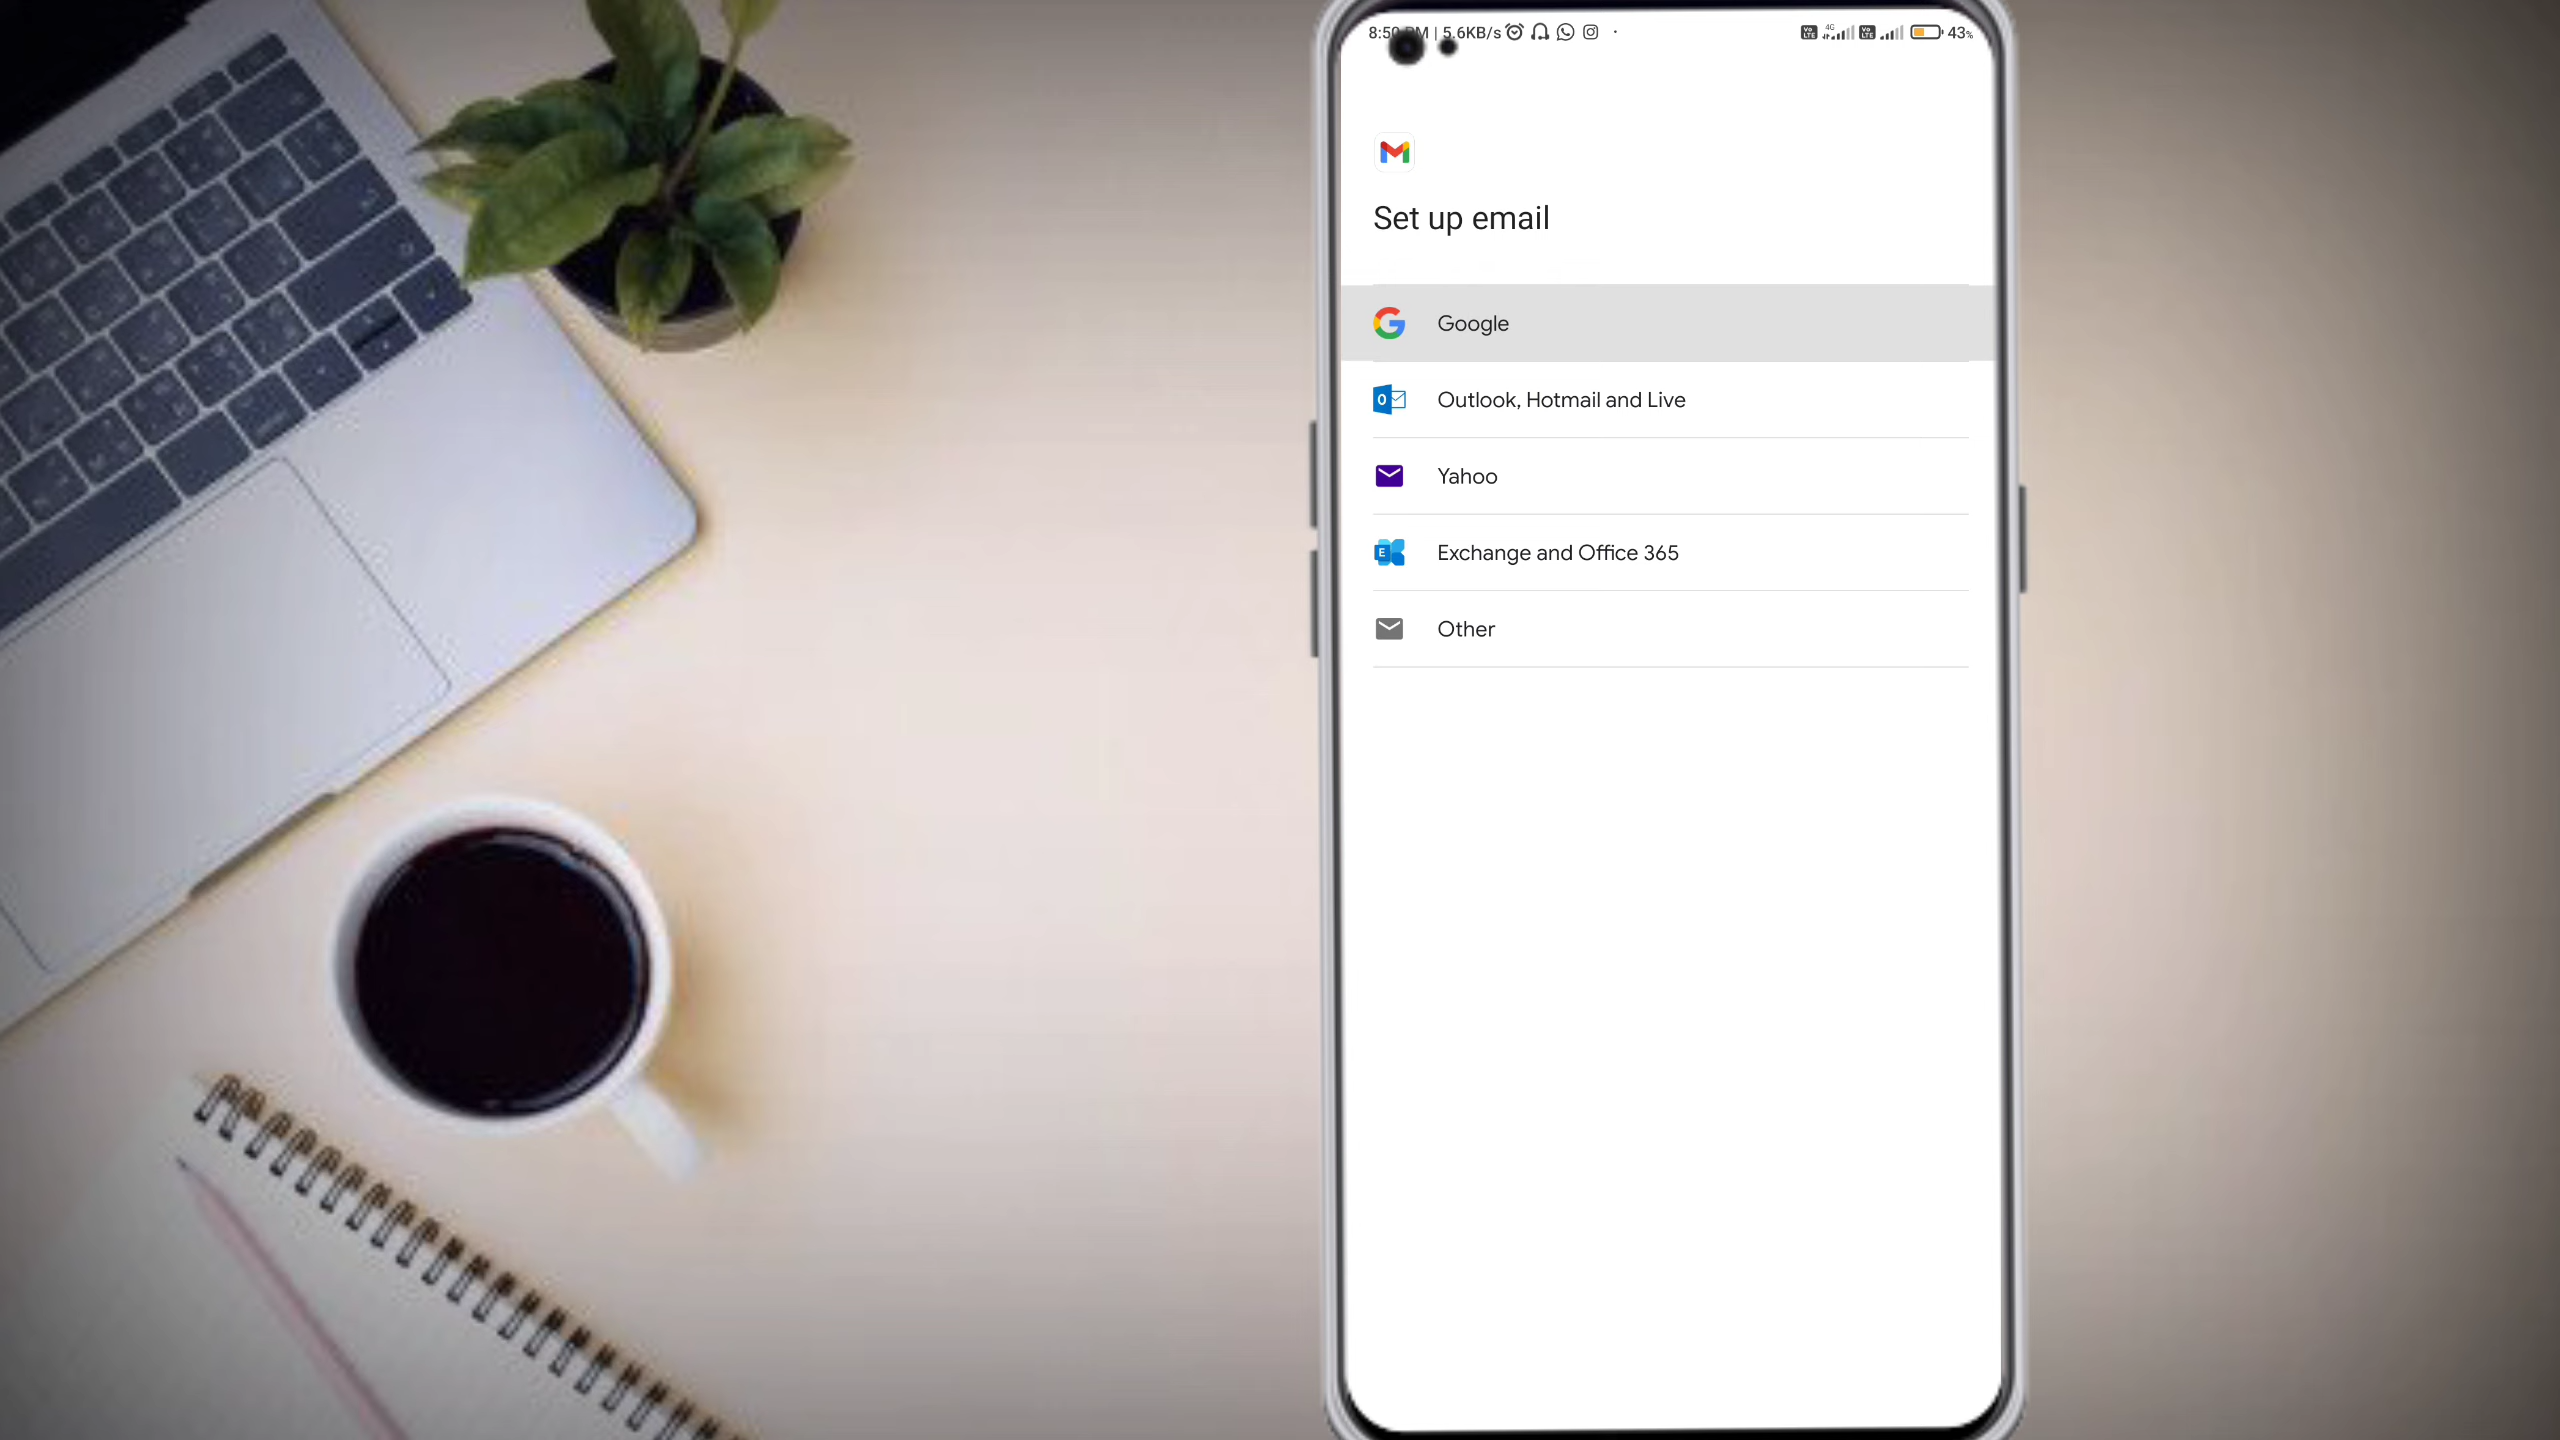 5.6KB/s 43%
Set up email
Google
Outlook, Hotmail and Live
Yahoo
Exchange and Office 365
Other